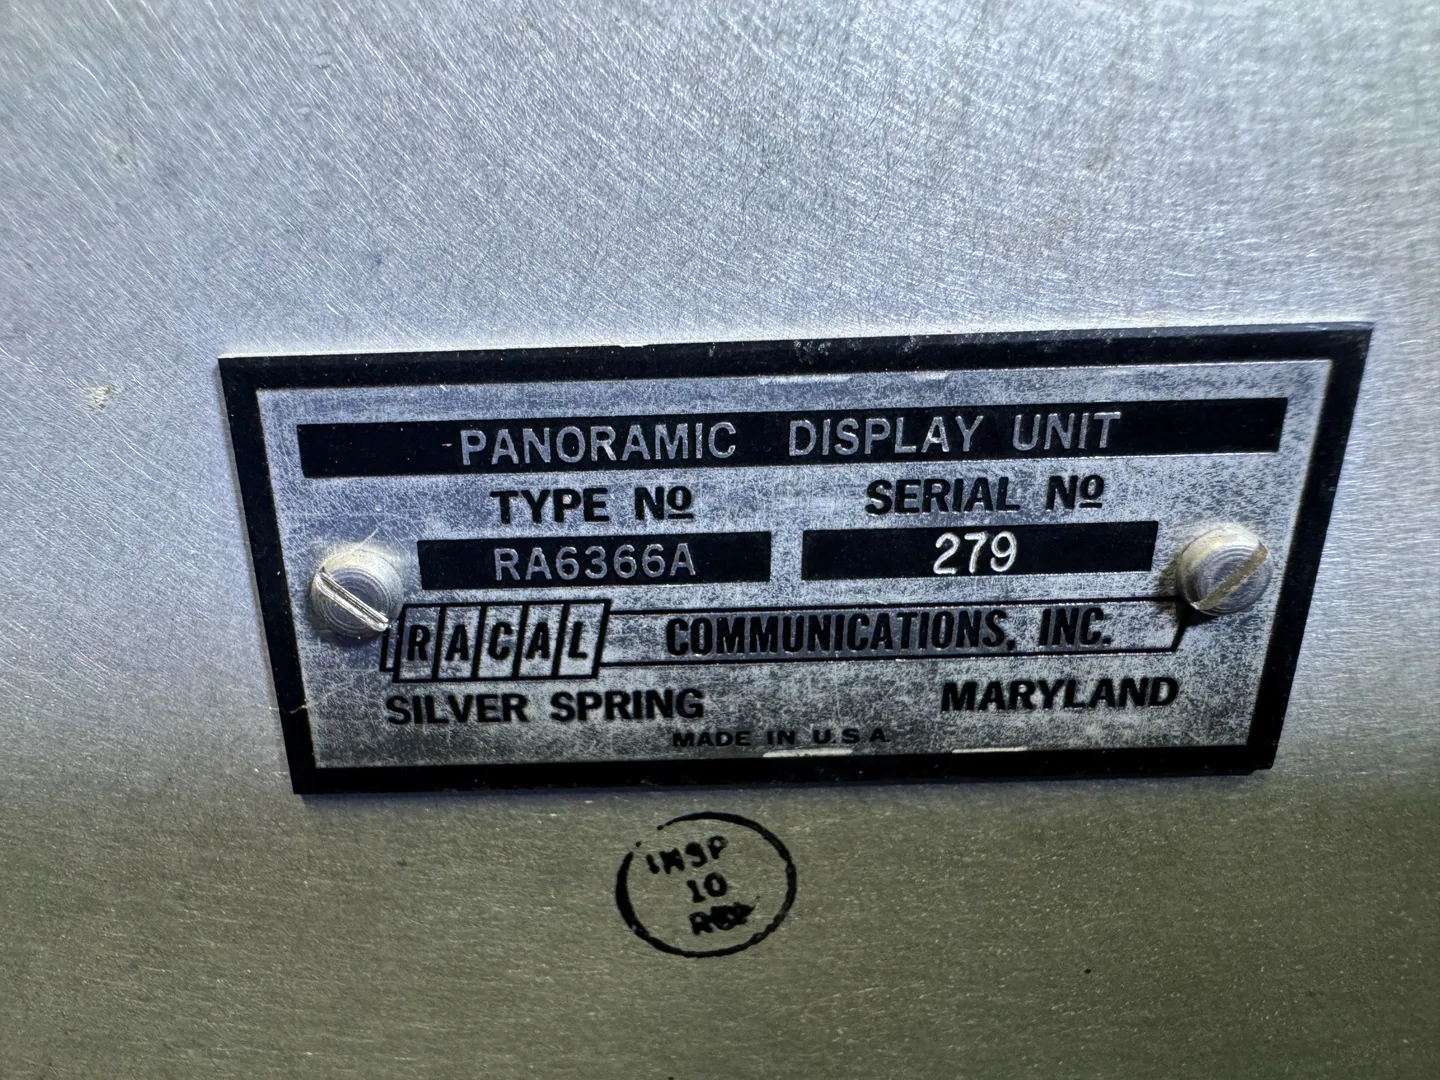 PANORAMIC DISPLAY UNIT
TYPE Nº SERIAL Nº
RA6366A 279
RACAL COMMUNICATIONS, INC.
SILVER SPRING MARYLAND
MADE IN U.S.A.
INSP
10